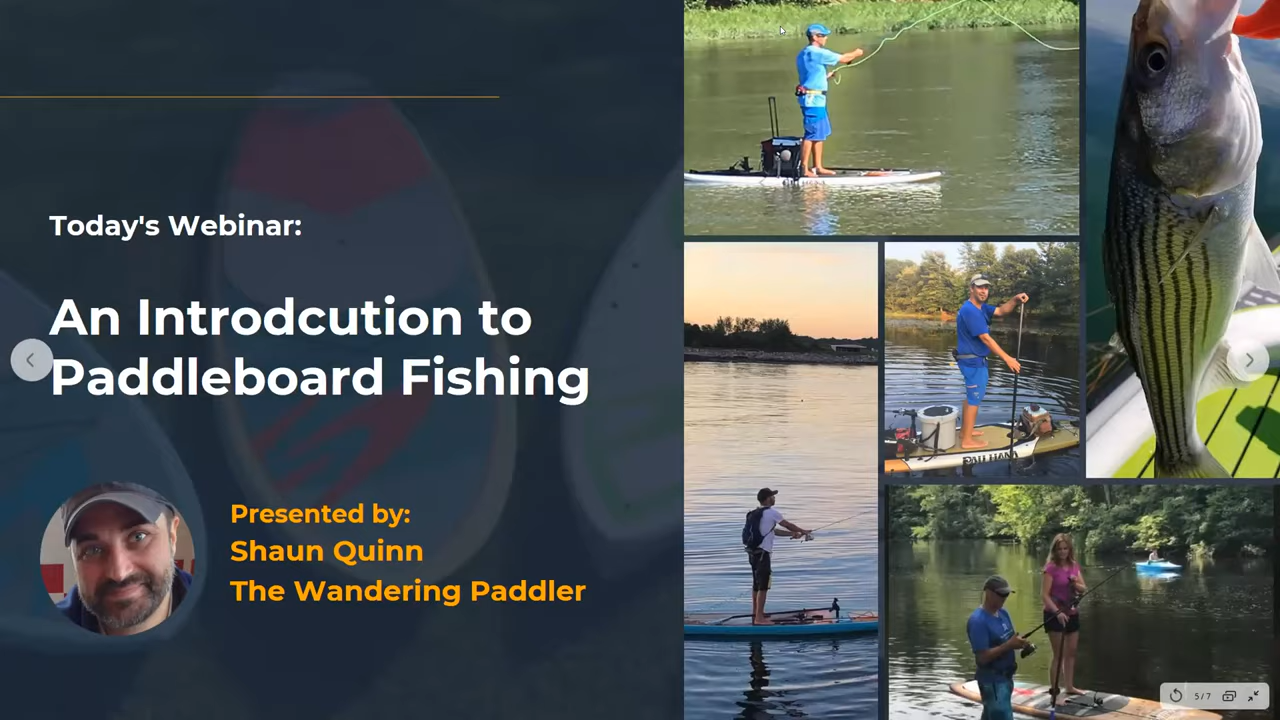 Today's Webinar:
An Introdcution to
Paddleboard Fishing
Presented by:
Shaun Quinn
The Wandering Paddler
PAU HANA
5/7